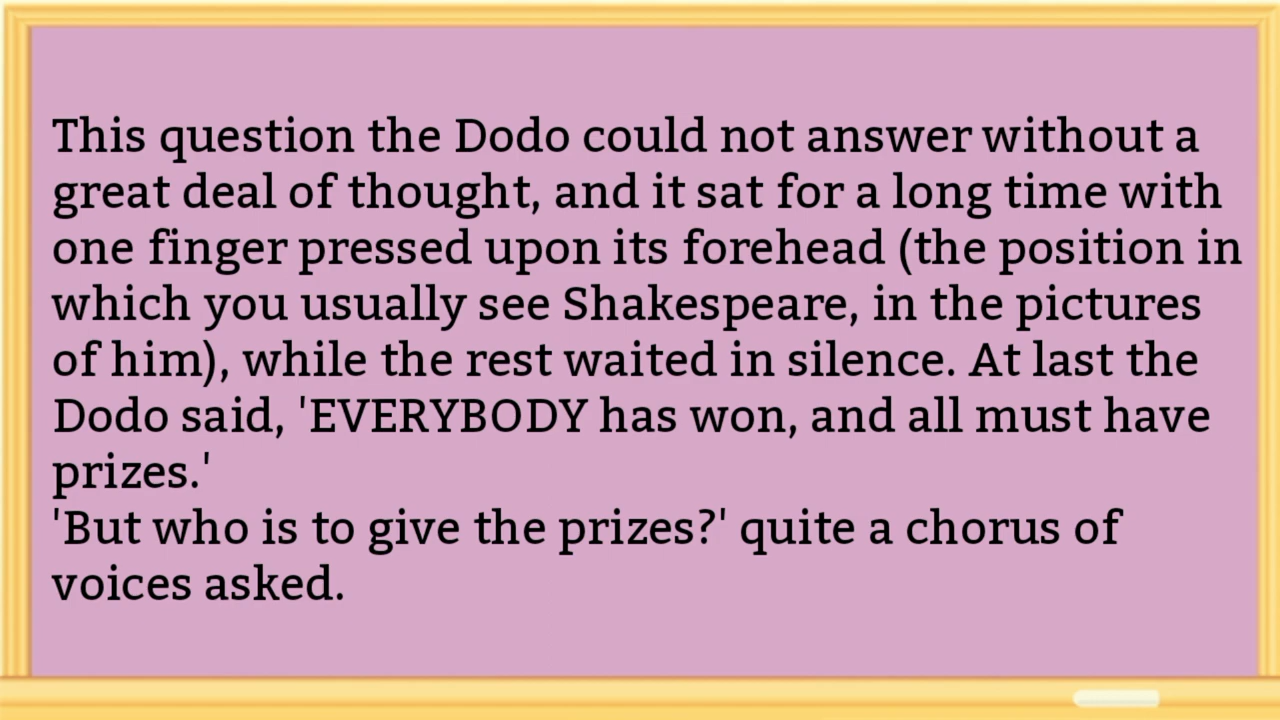 This question the Dodo could not answer without a
great deal of thought, and it sat for a long time with
one finger pressed upon its forehead (the position in
which you usually see Shakespeare, in the pictures
of him), while the rest waited in silence. At last the
Dodo said, 'EVERYBODY has won, and all must have
prizes.'
'But who is to give the prizes?' quite a chorus of
voices asked.